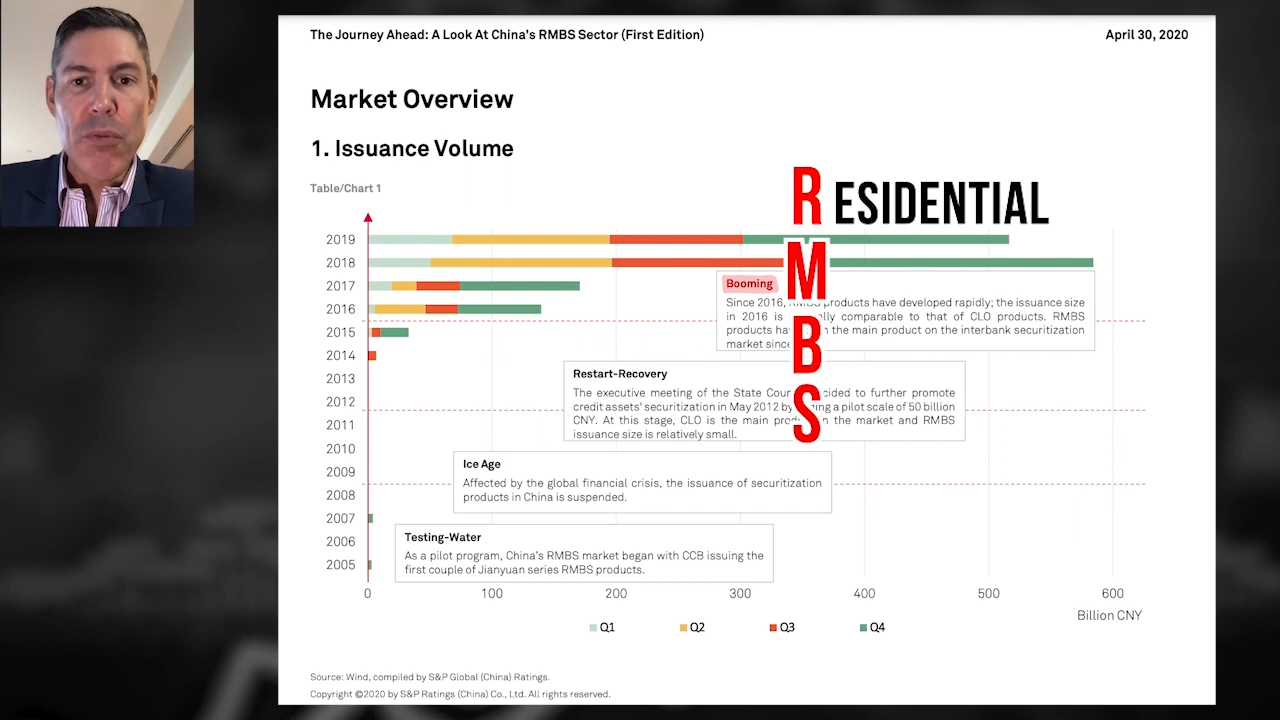 The Journey Ahead: A Look At China's RMBS Sector (First Edition)
April 30, 2020
Market Overview
1. Issuance Volume
Table/Chart 1
RESIDENTIAL
M
B
S
2019
2018
2017
2016
2015
2014
2013
2012
2011
2010
2009
2008
2007
2006
2005
Booming
Since 2016, RMBS products have developed rapidly; the issuance size
in 2016 is comparable to that of CLO products. RMBS
products the main product on the interbank securitization
market since
Restart-Recovery
The executive meeting of the State to further promote
credit assets' securitization in May 2012 a pilot scale of 50 billion
CNY. At this stage, CLO is the main the market and RMBS
issuance size is relatively small.
Ice Age
Affected by the global financial crisis, the issuance of securitization
products in China is suspended.
Testing-Water
As a pilot program, China's RMBS market began with CCB issuing the
first couple of Jianyuan series RMBS products.
0 100 200 300 400 500 600
Billion CNY
Q1 Q2 Q3 Q4
Source: Wind, compiled by S&P Global (China) Ratings.
Copyright ©2020 by S&P Ratings (China) Co., Ltd. All rights reserved.